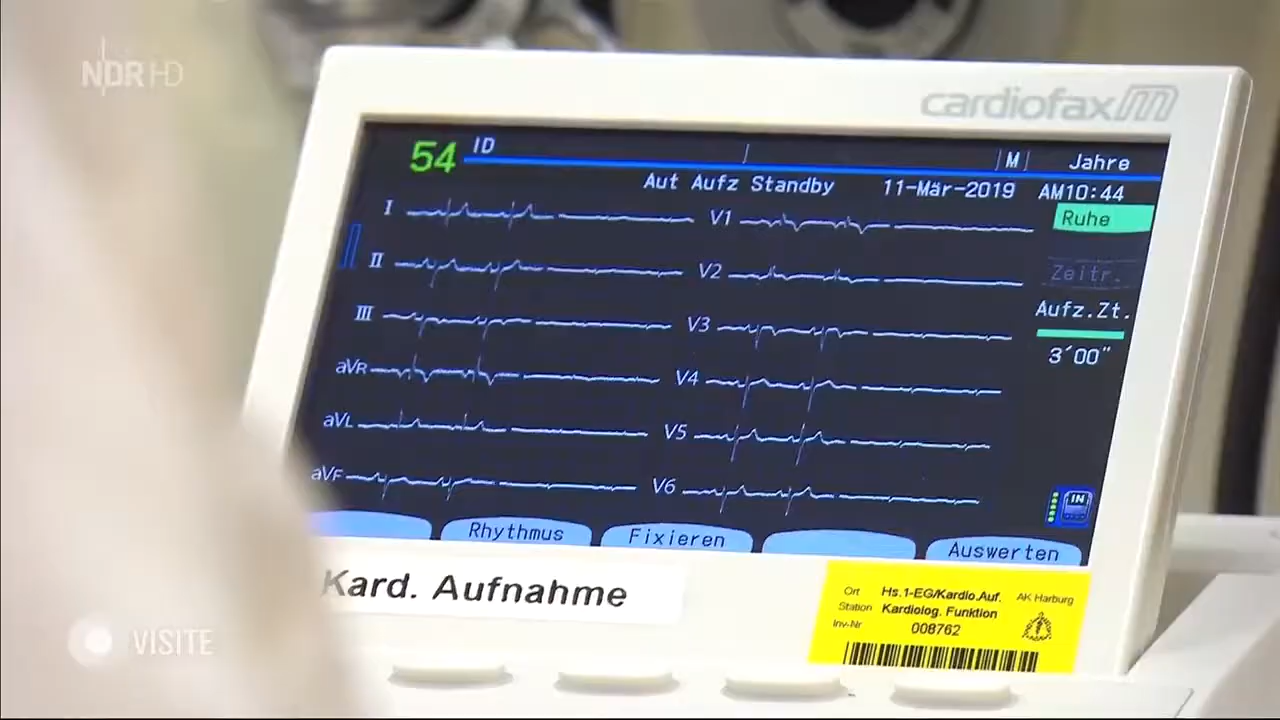 NDR HD
cardiofax M
54 ID M Jahre
Aut Aufz Standby 11-Mär-2019 AM10:44
Ruhe
I V1
II V2
Zeitr.
III V3
Aufz.Zt.
3'00"
aVR V4
aVL V5
aVF V6
IN
Rhythmus Fixieren Auswerten
Kard. Aufnahme
Ort Hs.1-EG/Kardio.Auf. AK Harburg
Station Kardiolog. Funktion
Inv-Nr 008762
VISITE